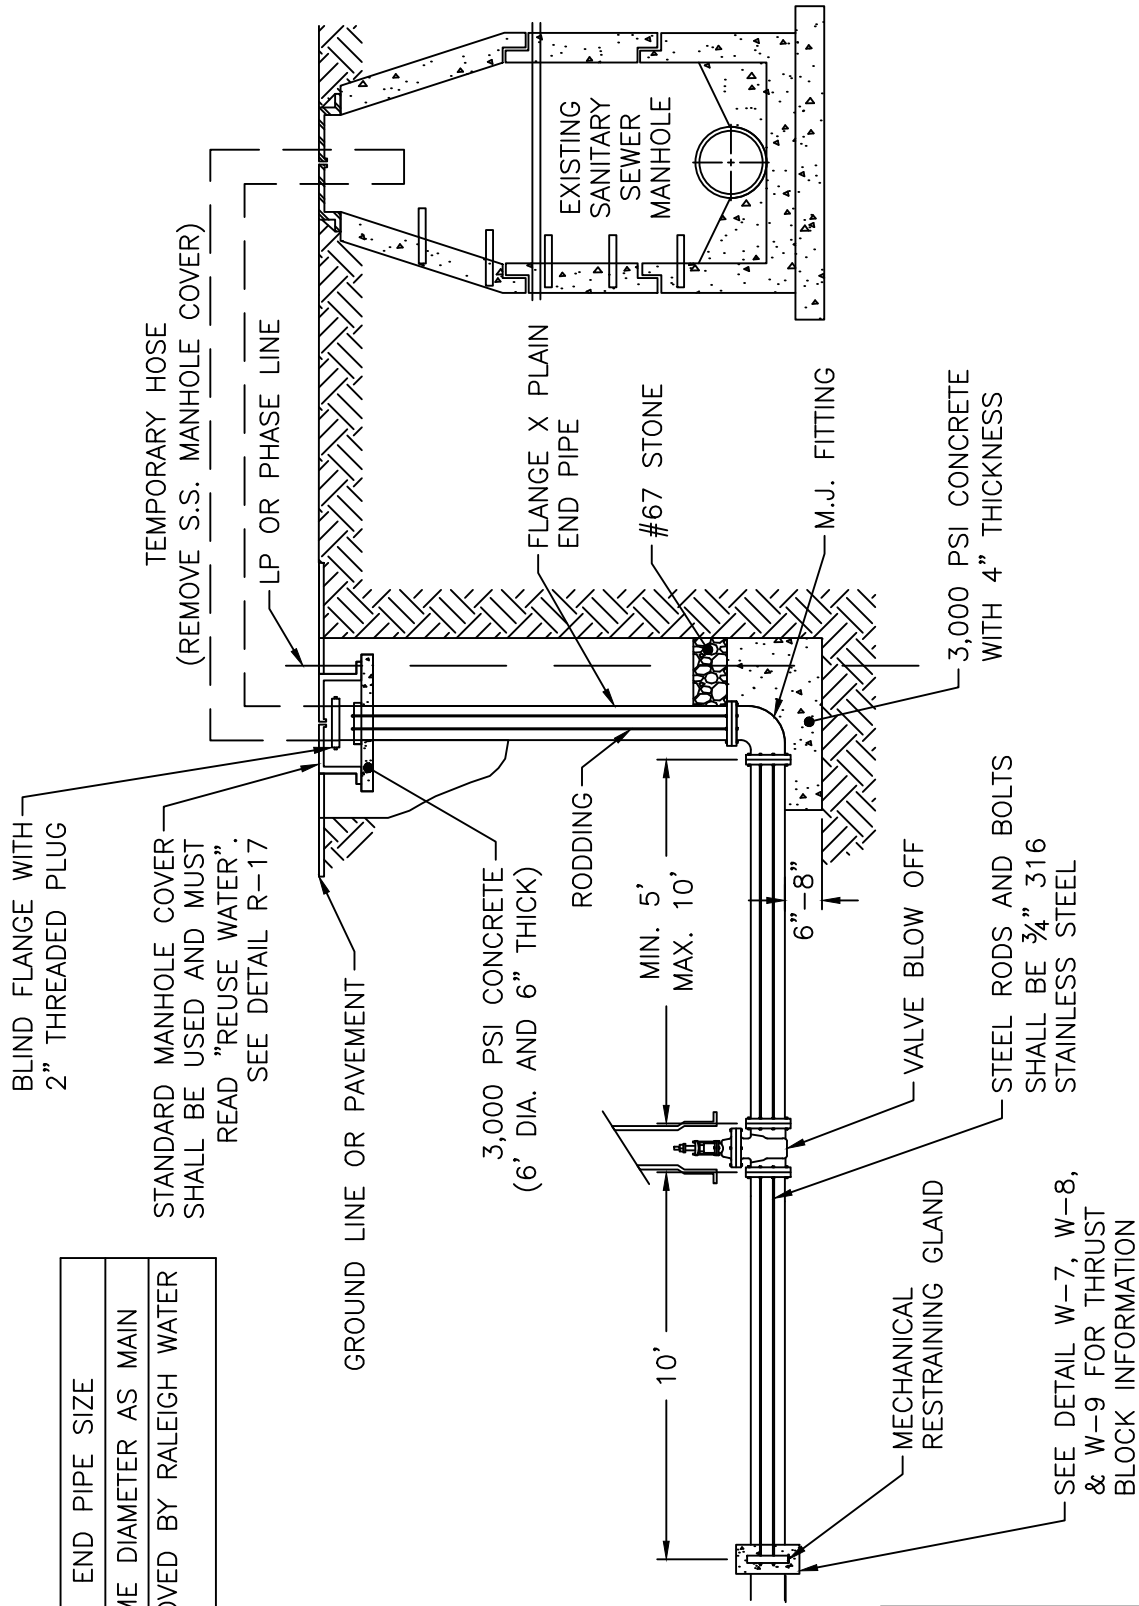 BLIND FLANGE WITH
2" THREADED PLUG
STANDARD MANHOLE COVER
SHALL BE USED AND MUST
READ "REUSE WATER".
SEE DETAIL R-17
TEMPORARY HOSE
(REMOVE S.S. MANHOLE COVER)
LP OR PHASE LINE
GROUND LINE OR PAVEMENT
3,000 PSI CONCRETE
(6' DIA. AND 6" THICK)
RODDING
FLANGE X PLAIN
END PIPE
#67 STONE
EXISTING
SANITARY
SEWER
MANHOLE
M.J. FITTING
3,000 PSI CONCRETE
WITH 4" THICKNESS
MIN. 5'
MAX. 10'
6"-8"
10'
VALVE BLOW OFF
STEEL RODS AND BOLTS
SHALL BE ¾" 316
STAINLESS STEEL
MECHANICAL
RESTRAINING GLAND
SEE DETAIL W-7, W-8,
& W-9 FOR THRUST
BLOCK INFORMATION
END PIPE SIZE
DIAMETER AS MAIN
BY RALEIGH WATER